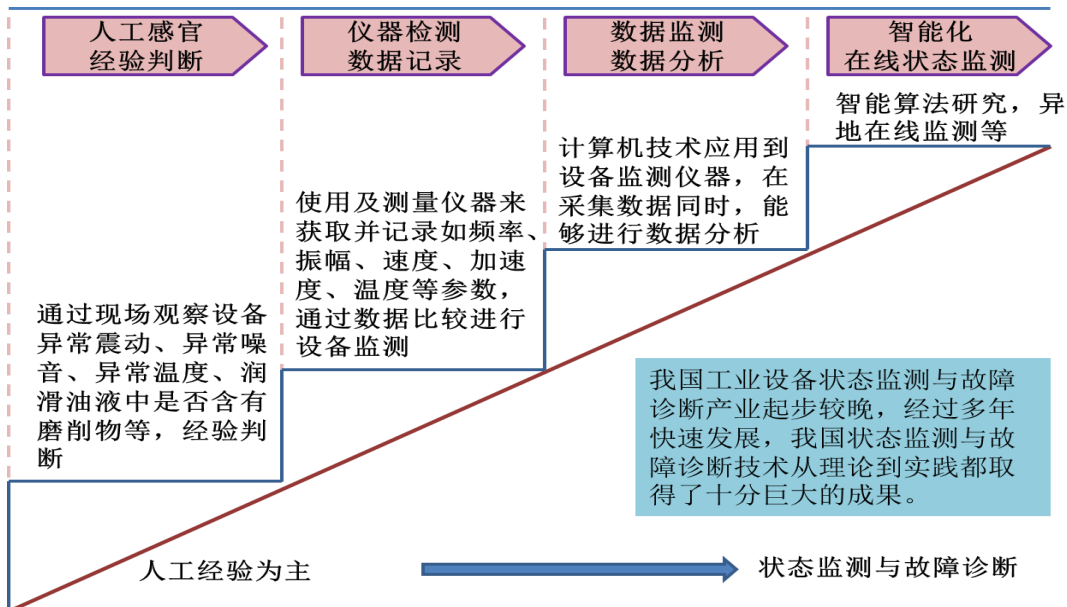 人工感官
经验判断
仪器检测
数据记录
数据监测
数据分析
智能化
在线状态监测
通过现场观察设备
异常震动、异常噪
音、异常温度、润
滑油液中是否含有
磨削物等，经验判
断
使用及测量仪器来
获取并记录如频率、
振幅、速度、加速
度、温度等参数，
通过数据比较进行
设备监测
计算机技术应用到
设备监测仪器，在
采集数据同时，能
够进行数据分析
智能算法研究，异
地在线监测等
我国工业设备状态监测与故障
诊断产业起步较晚，经过多年
快速发展，我国状态监测与故
障诊断技术从理论到实践都取
得了十分巨大的成果。
人工经验为主
状态监测与故障诊断